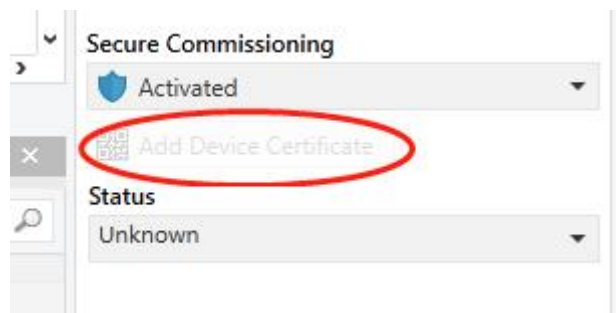 Secure Commissioning
Activated
Add Device Certificate
Status
Unknown